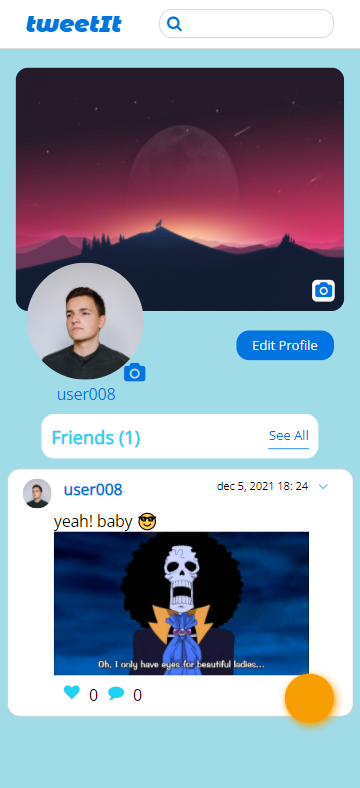 tweetIt
Edit Profile
user008
Friends (1)
See All
user008
dec 5, 2021 18: 24
yeah! baby 😎
Oh, I only have eyes for beautiful ladies...
0
0